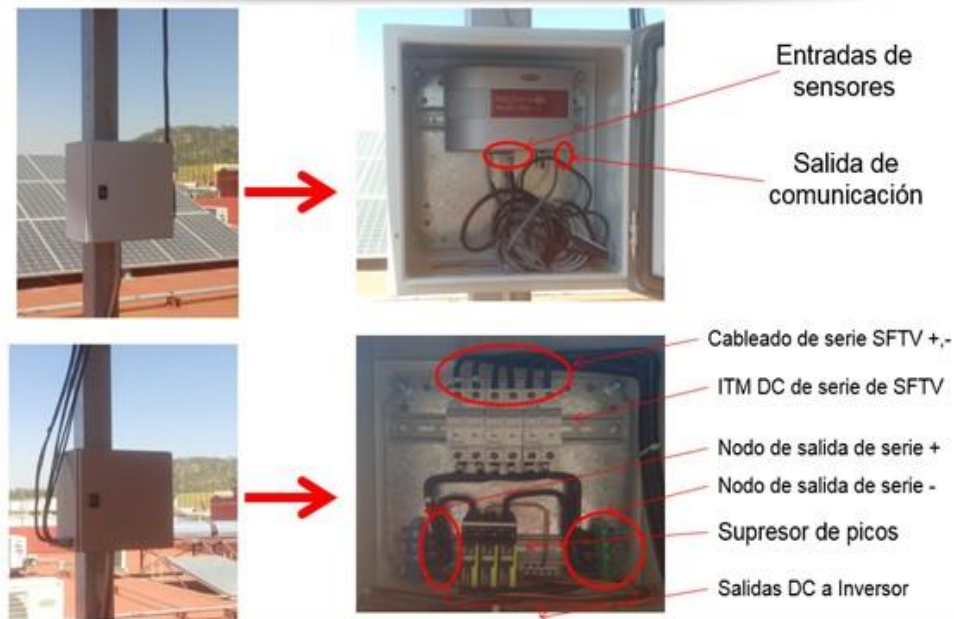 Entradas de
sensores
Salida de
comunicación
Cableado de serie SFTV +,-
ITM DC de serie de SFTV
Nodo de salida de serie +
Nodo de salida de serie -
Supresor de picos
Salidas DC a Inversor